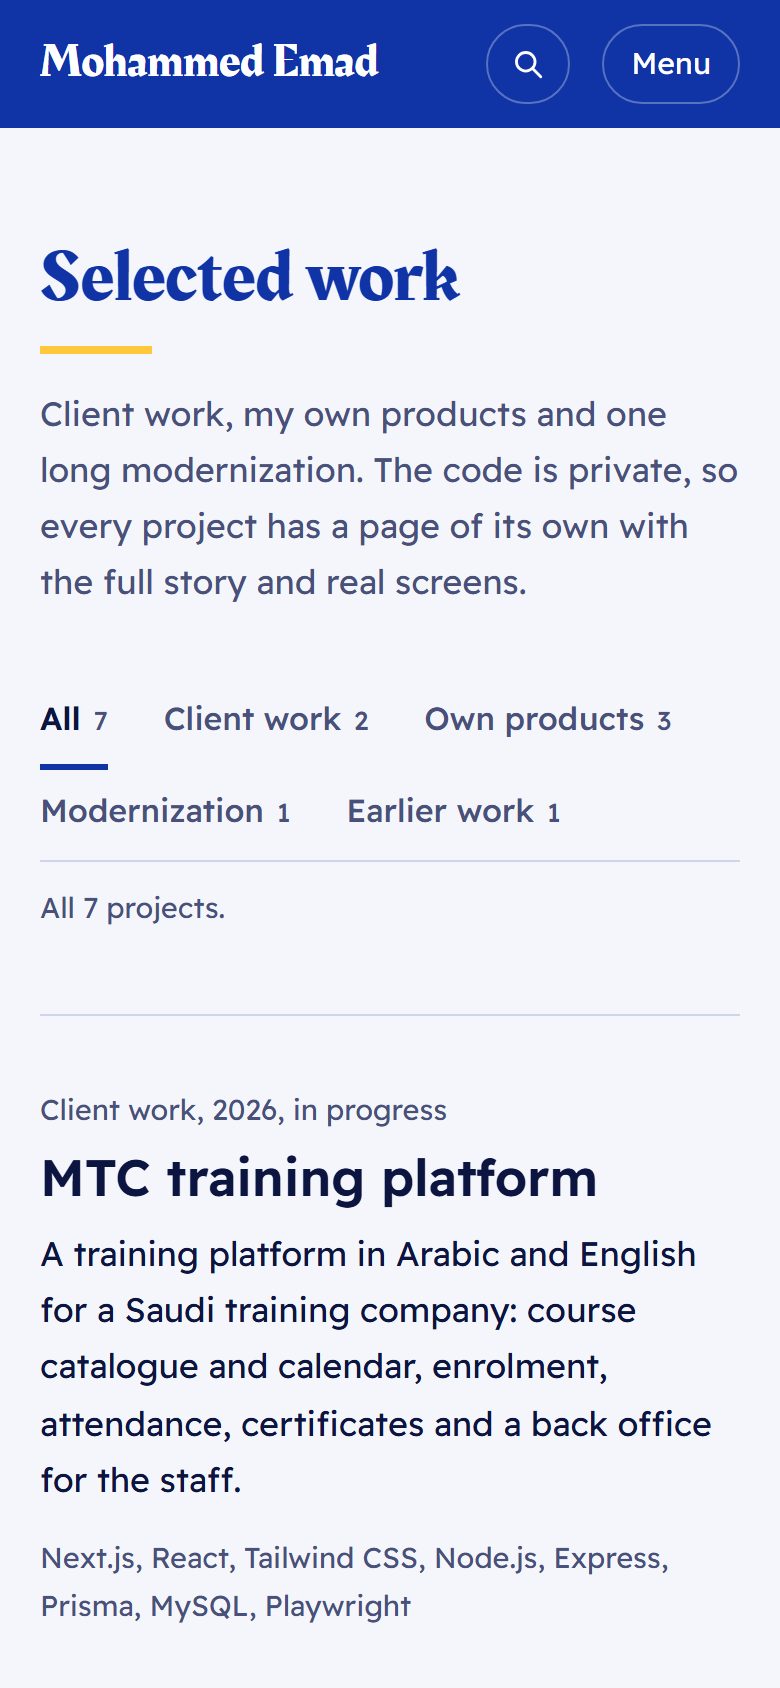 Mohammed Emad
Menu
Selected work
Client work, my own products and one
long modernization. The code is private, so
every project has a page of its own with
the full story and real screens.
All 7 Client work 2 Own products 3
Modernization 1 Earlier work 1
All 7 projects.
Client work, 2026, in progress
MTC training platform
A training platform in Arabic and English
for a Saudi training company: course
catalogue and calendar, enrolment,
attendance, certificates and a back office
for the staff.
Next.js, React, Tailwind CSS, Node.js, Express,
Prisma, MySQL, Playwright